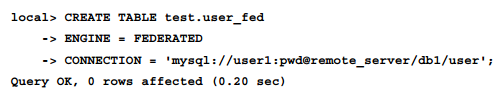 local> CREATE TABLE test.user_fed
-> ENGINE = FEDERATED
-> CONNECTION = 'mysql://user1:pwd@remote_server/db1/user';
Query OK, 0 rows affected (0.20 sec)